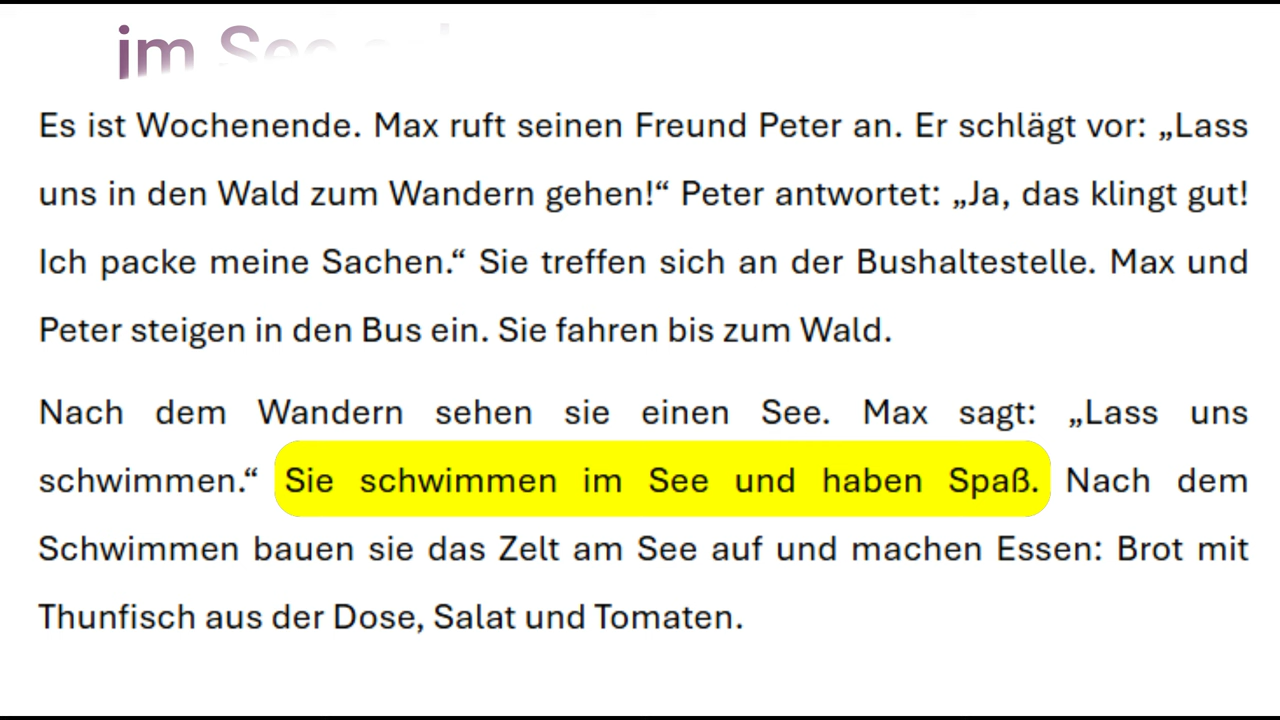 im See
Es ist Wochenende. Max ruft seinen Freund Peter an. Er schlägt vor: „Lass
uns in den Wald zum Wandern gehen!“ Peter antwortet: „Ja, das klingt gut!
Ich packe meine Sachen.“ Sie treffen sich an der Bushaltestelle. Max und
Peter steigen in den Bus ein. Sie fahren bis zum Wald.
Nach dem Wandern sehen sie einen See. Max sagt: „Lass uns
schwimmen.“ Sie schwimmen im See und haben Spaß. Nach dem
Schwimmen bauen sie das Zelt am See auf und machen Essen: Brot mit
Thunfisch aus der Dose, Salat und Tomaten.